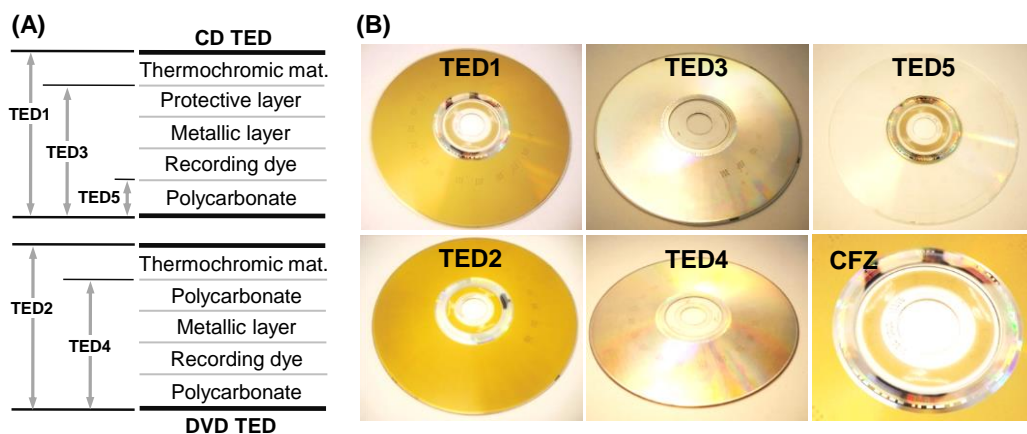 (A)
CD TED
Thermochromic mat.
Protective layer
Metallic layer
Recording dye
Polycarbonate
TED1
TED3
TED5
Thermochromic mat.
Polycarbonate
Metallic layer
Recording dye
Polycarbonate
TED2
TED4
DVD TED
(B)
TED1
TED3
TED5
TED2
TED4
CFZ